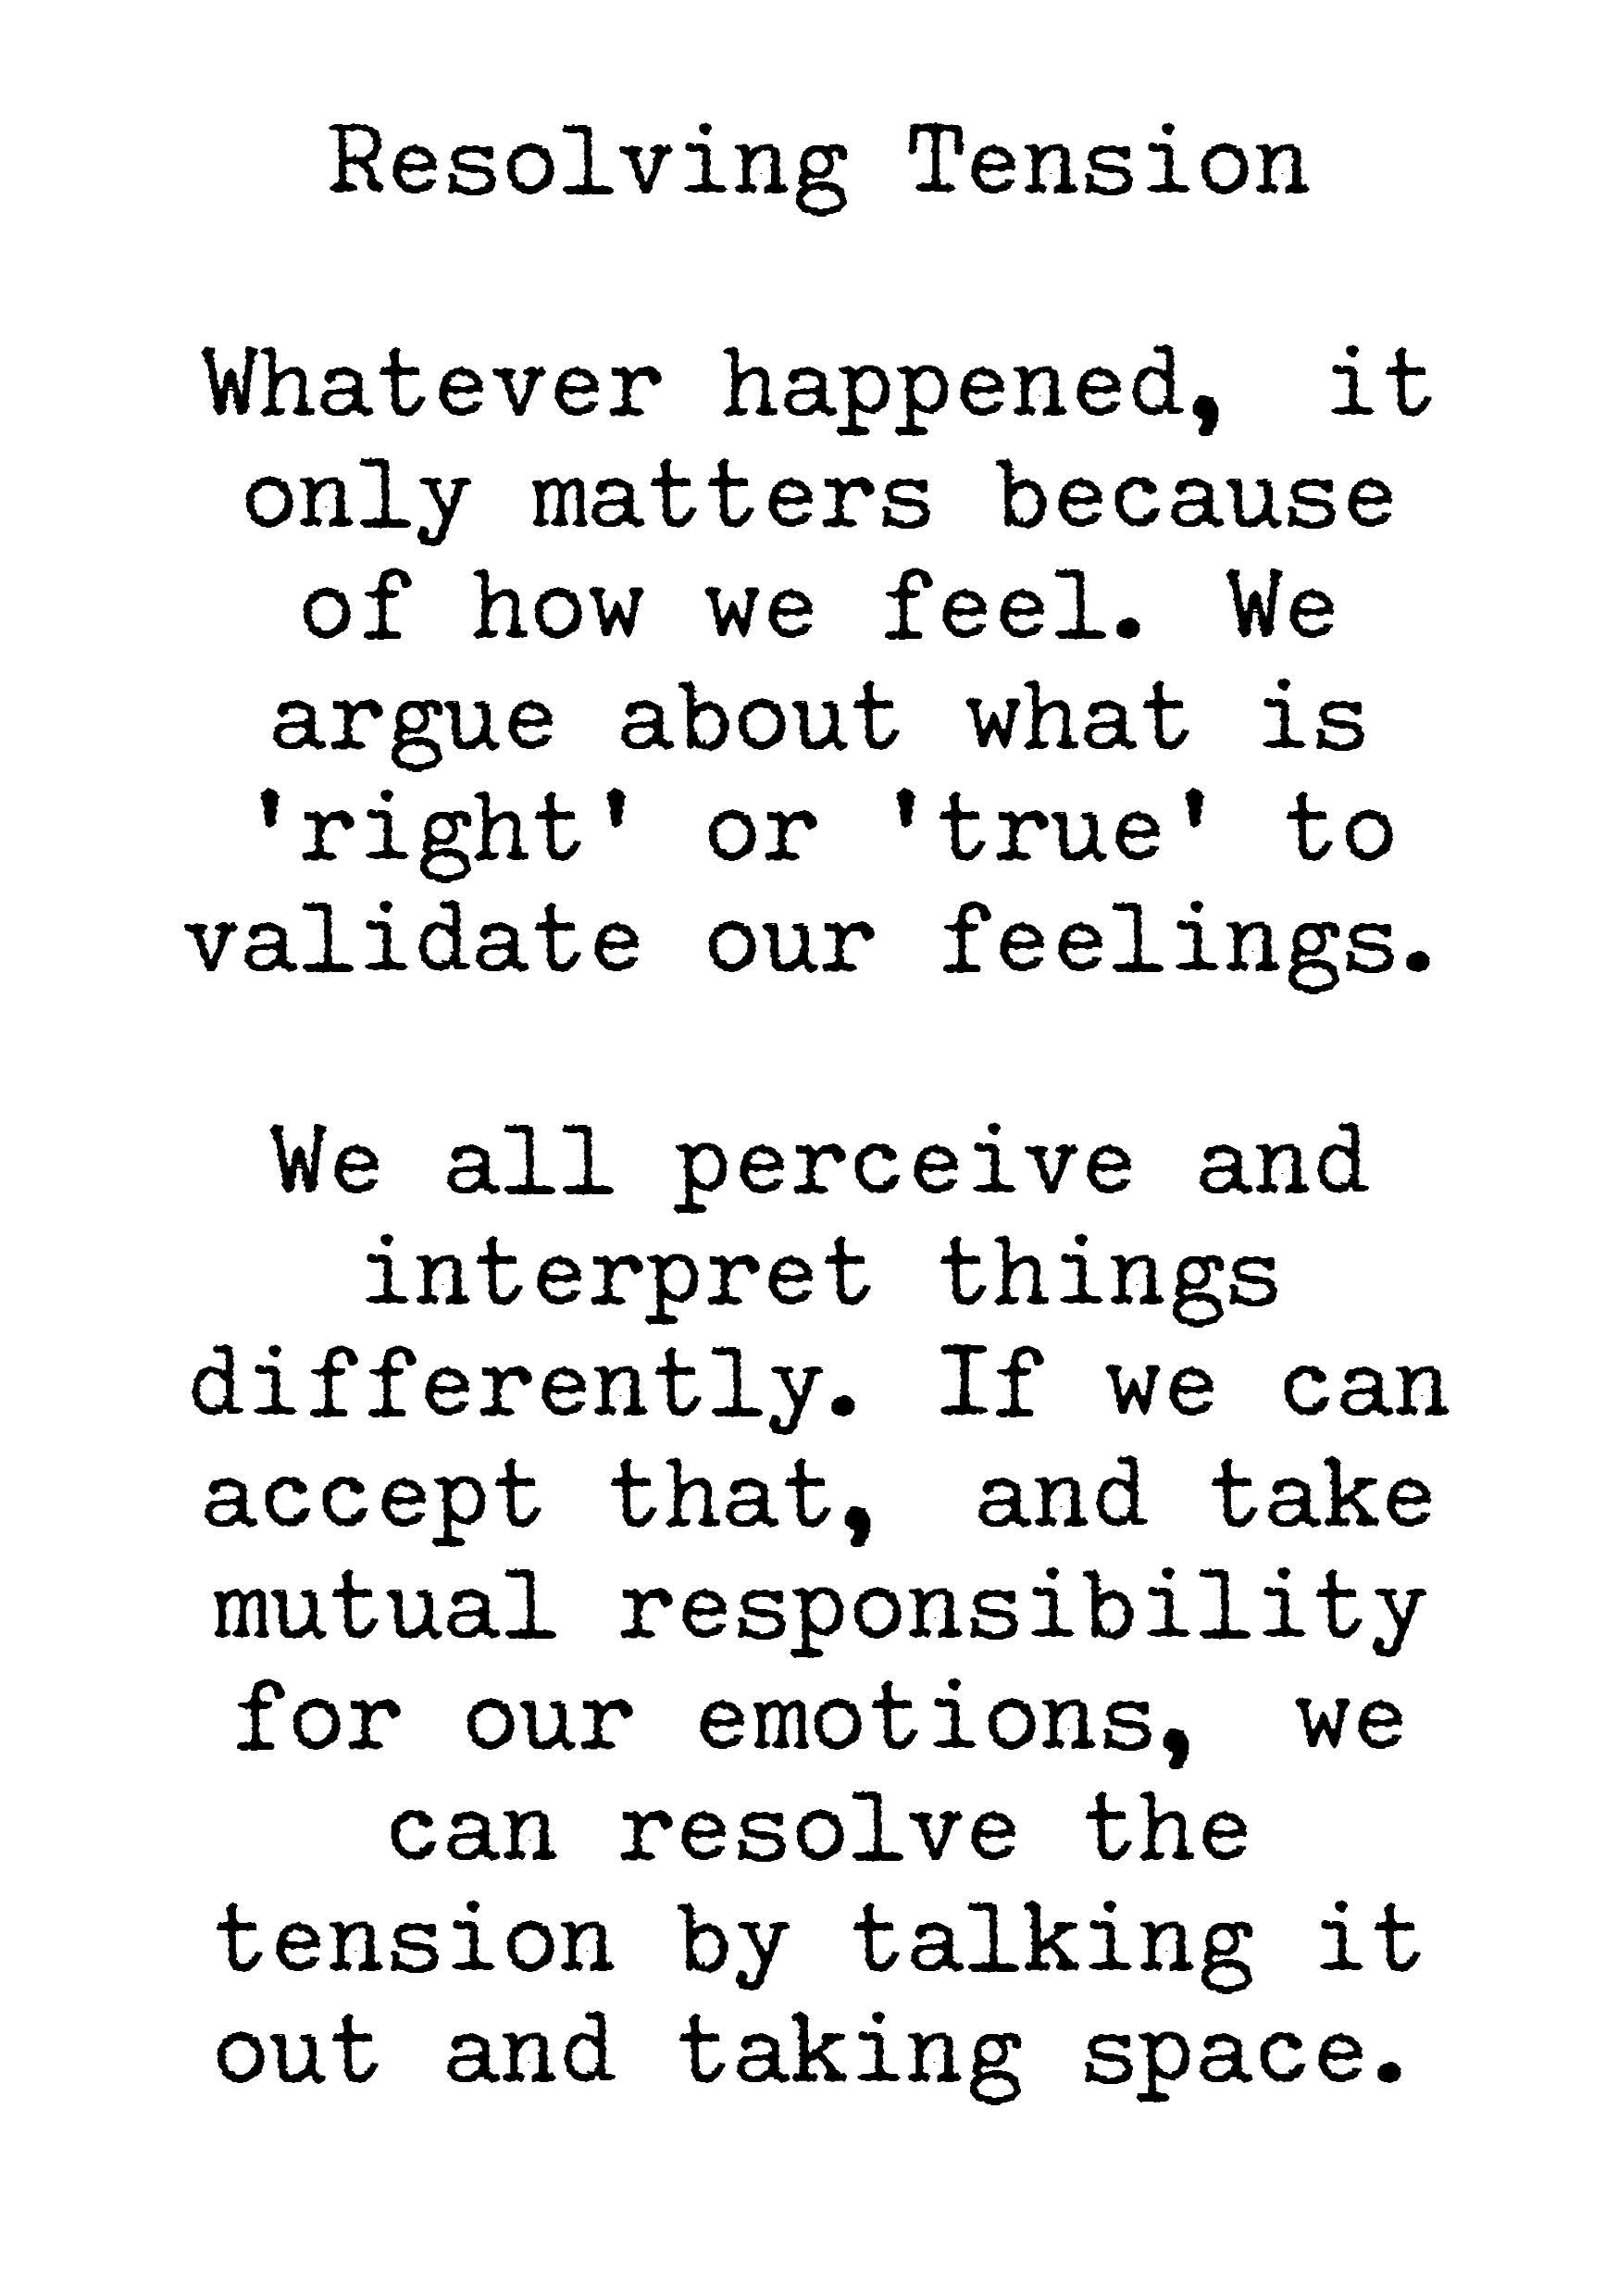 Resolving Tension
Whatever happened, it
only matters because
of how we feel. We
argue about what is
'right' or 'true' to
validate our feelings.
We all perceive and
interpret things
differently. If we can
accept that, and take
mutual responsibility
for our emotions, we
can resolve the
tension by talking it
out and taking space.